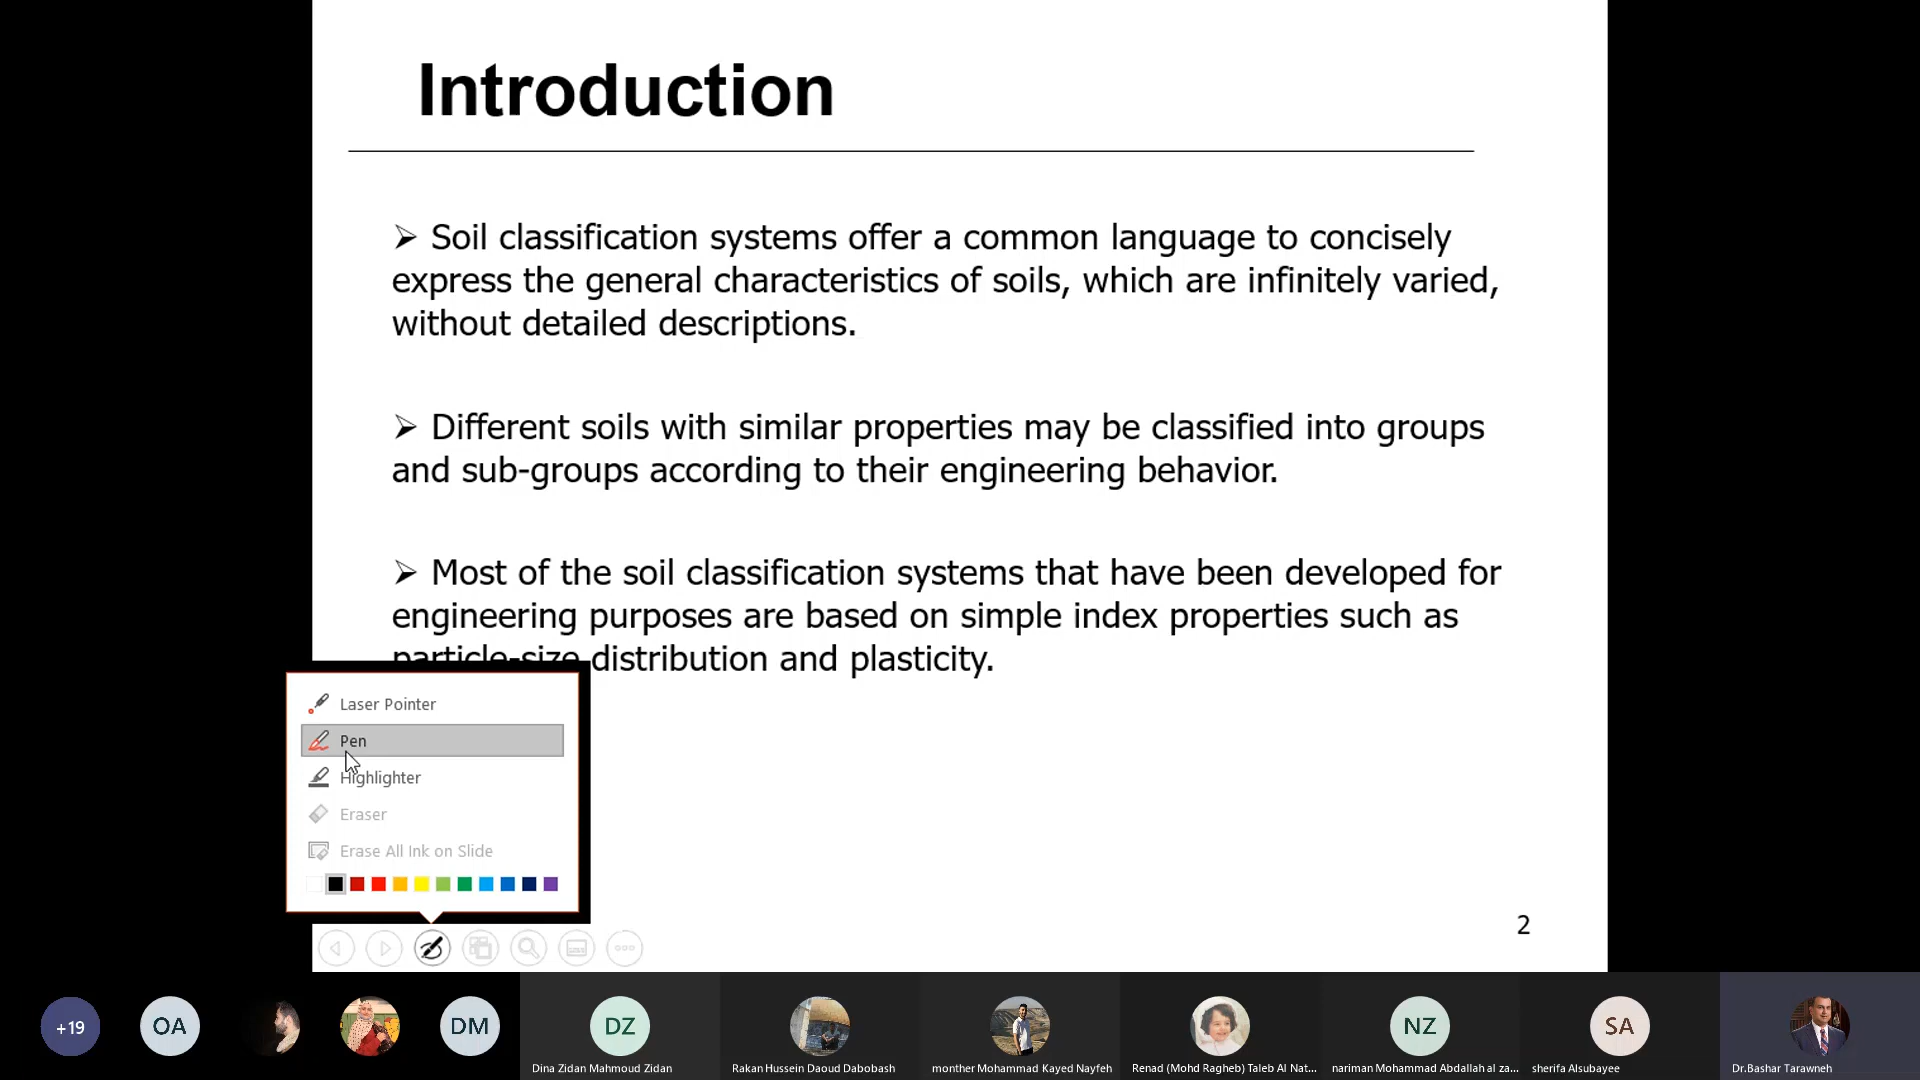 Introduction
➢ Soil classification systems offer a common language to concisely
express the general characteristics of soils, which are infinitely varied,
without detailed descriptions.
➢ Different soils with similar properties may be classified into groups
and sub-groups according to their engineering behavior.
➢ Most of the soil classification systems that have been developed for
engineering purposes are based on simple index properties such as
particle-size distribution and plasticity.
Laser Pointer
Pen
Highlighter
Eraser
Erase All Ink on Slide
2
+19
OA
DM
DZ
NZ
SA
Dina Zidan Mahmoud Zidan
Rakan Hussein Daoud Dabobash
monther Mohammad Kayed Nayfeh
Renad (Mohd Ragheb) Taleb Al Nat...
nariman Mohammad Abdallah al za...
sherifa Alsubayee
Dr.Bashar Tarawneh